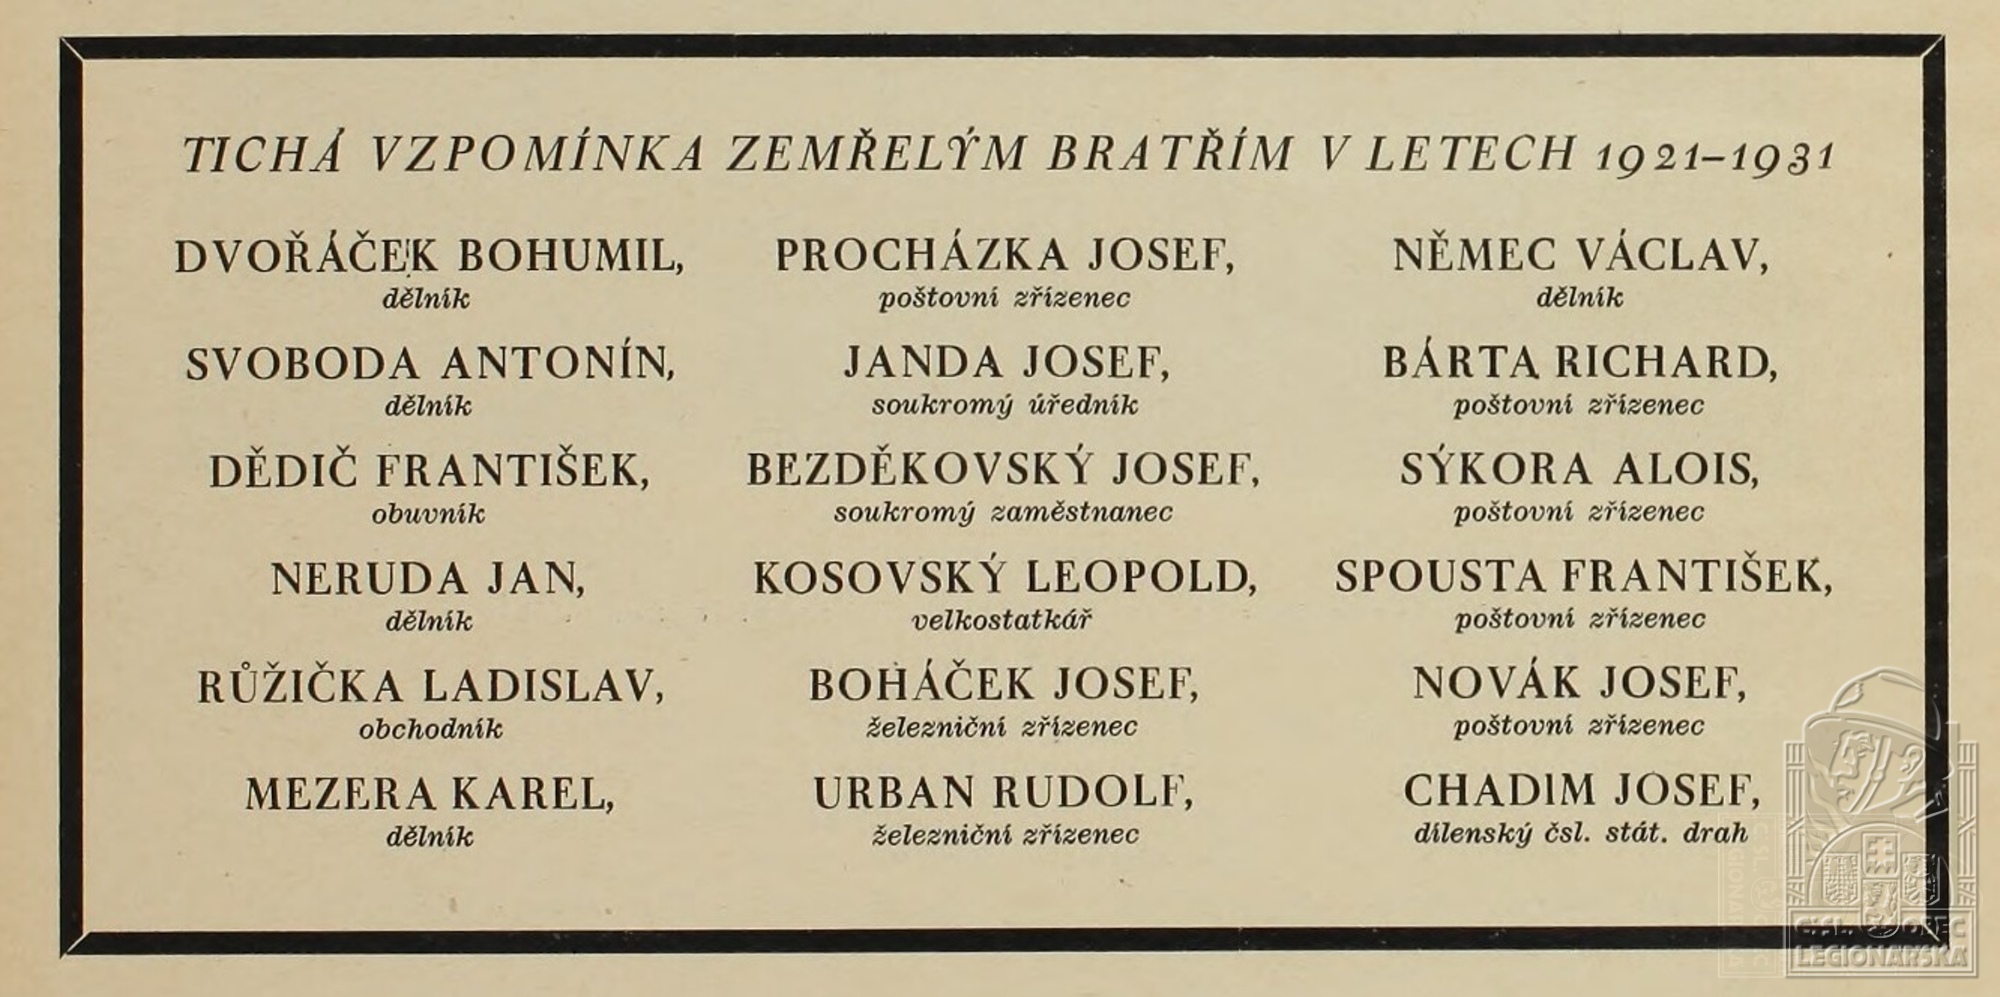 TICHÁ VZPOMÍNKA ZEMŘELÝM BRATŘÍM V LETECH 1921–1931
DVOŘÁČEK BOHUMIL,
dělník
SVOBODA ANTONÍN,
dělník
DĚDIČ FRANTIŠEK,
obuvník
NERUDA JAN,
dělník
RŮŽIČKA LADISLAV,
obchodník
MEZERA KAREL,
dělník
PROCHÁZKA JOSEF,
poštovní zřízenec
JANDA JOSEF,
soukromý úředník
BEZDĚKOVSKÝ JOSEF,
soukromý zaměstnanec
KOSOVSKÝ LEOPOLD,
velkostatkář
BOHÁČEK JOSEF,
železniční zřízenec
URBAN RUDOLF,
železniční zřízenec
NĚMEC VÁCLAV,
dělník
BÁRTA RICHARD,
poštovní zřízenec
SÝKORA ALOIS,
poštovní zřízenec
SPOUSTA FRANTIŠEK,
poštovní zřízenec
NOVÁK JOSEF,
poštovní zřízenec
CHADIM JOSEF,
dílenský čsl. stát. drah
ČSL. OBEC
LEGIONÁŘSKÁ